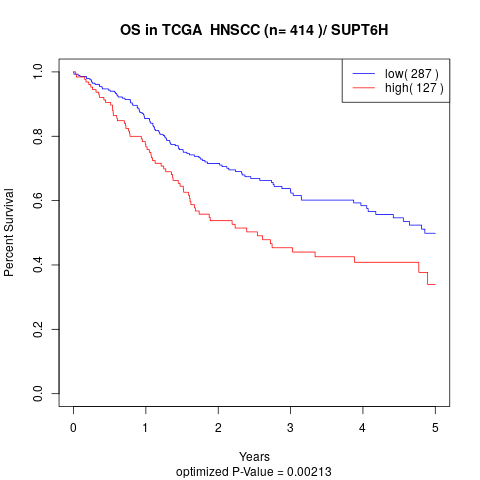 OS in TCGA  HNSCC (n= 414 )/ SUPT6H
low( 287 )
high( 127 )
Percent Survival
1.0
0.8
0.6
0.4
0.2
0.0
0 1 2 3 4 5
Years
optimized P-Value = 0.00213